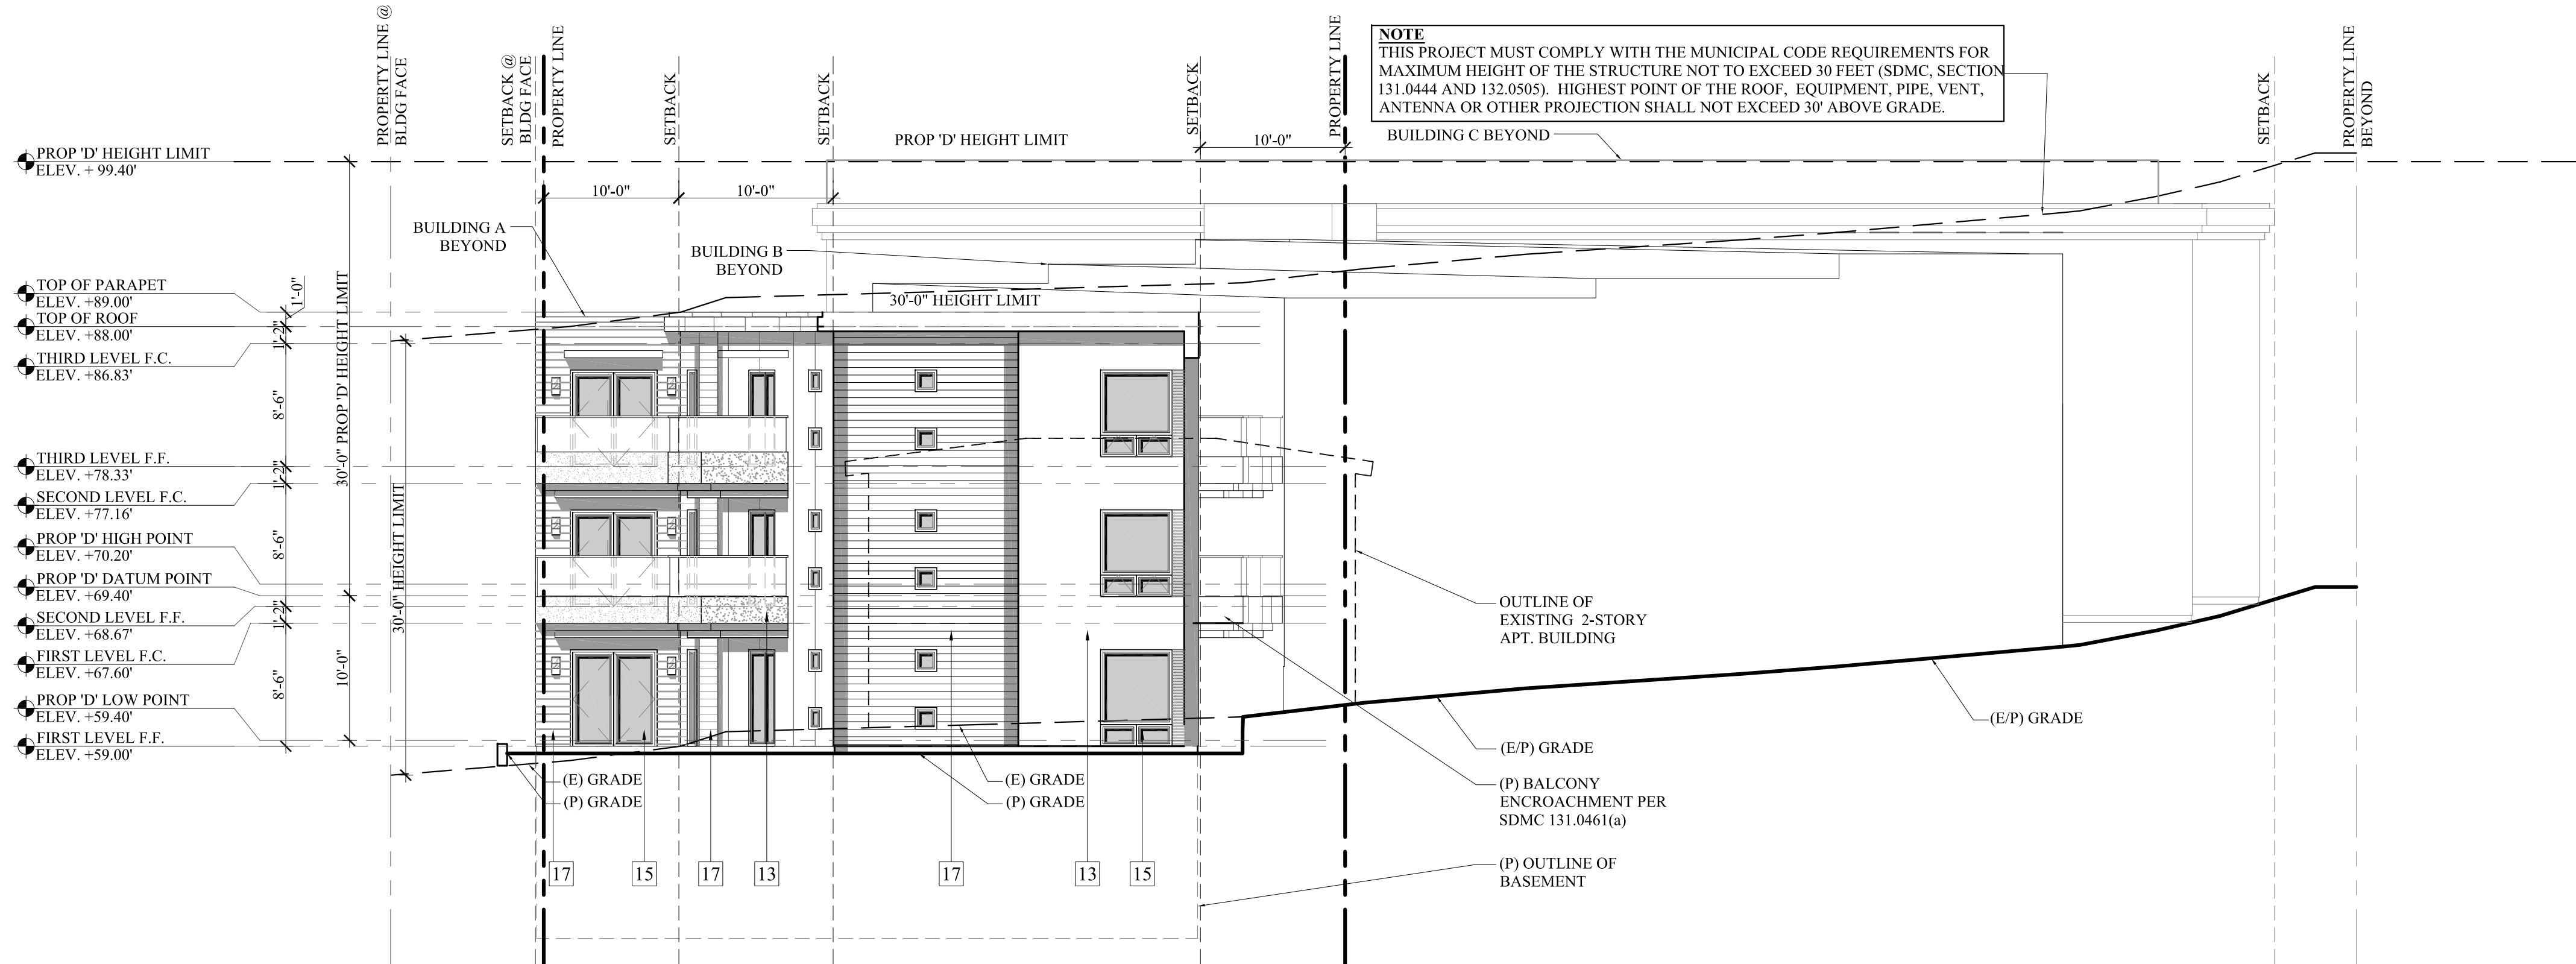 PROPERTY LINE @
BLDG FACE
SETBACK @
BLDG FACE
PROPERTY LINE
SETBACK
SETBACK
SETBACK
PROPERTY LINE
SETBACK
PROPERTY LINE
BEYOND
NOTE
THIS PROJECT MUST COMPLY WITH THE MUNICIPAL CODE REQUIREMENTS FOR
MAXIMUM HEIGHT OF THE STRUCTURE NOT TO EXCEED 30 FEET (SDMC, SECTION
131.0444 AND 132.0505). HIGHEST POINT OF THE ROOF, EQUIPMENT, PIPE, VENT,
ANTENNA OR OTHER PROJECTION SHALL NOT EXCEED 30' ABOVE GRADE.
PROP 'D' HEIGHT LIMIT
10'-0"
BUILDING C BEYOND
PROP 'D' HEIGHT LIMIT
ELEV. + 99.40'
10'-0"
10'-0"
BUILDING A
BEYOND
BUILDING B
BEYOND
30'-0" HEIGHT LIMIT
TOP OF PARAPET
ELEV. +89.00'
TOP OF ROOF
ELEV. +88.00'
THIRD LEVEL F.C.
ELEV. +86.83'
THIRD LEVEL F.F.
ELEV. +78.33'
SECOND LEVEL F.C.
ELEV. +77.16'
PROP 'D' HIGH POINT
ELEV. +70.20'
PROP 'D' DATUM POINT
ELEV. +69.40'
SECOND LEVEL F.F.
ELEV. +68.67'
FIRST LEVEL F.C.
ELEV. +67.60'
PROP 'D' LOW POINT
ELEV. +59.40'
FIRST LEVEL F.F.
ELEV. +59.00'
1'-0"
1'-2"
8'-6"
1'-2"
8'-6"
1'-2"
8'-6"
30'-0" PROP 'D' HEIGHT LIMIT
10'-0"
30'-0" HEIGHT LIMIT
OUTLINE OF
EXISTING 2-STORY
APT. BUILDING
(E/P) GRADE
(E/P) GRADE
(E) GRADE
(P) GRADE
(E) GRADE
(P) GRADE
(P) BALCONY
ENCROACHMENT PER
SDMC 131.0461(a)
(P) OUTLINE OF
BASEMENT
17
15
17
13
17
13
15